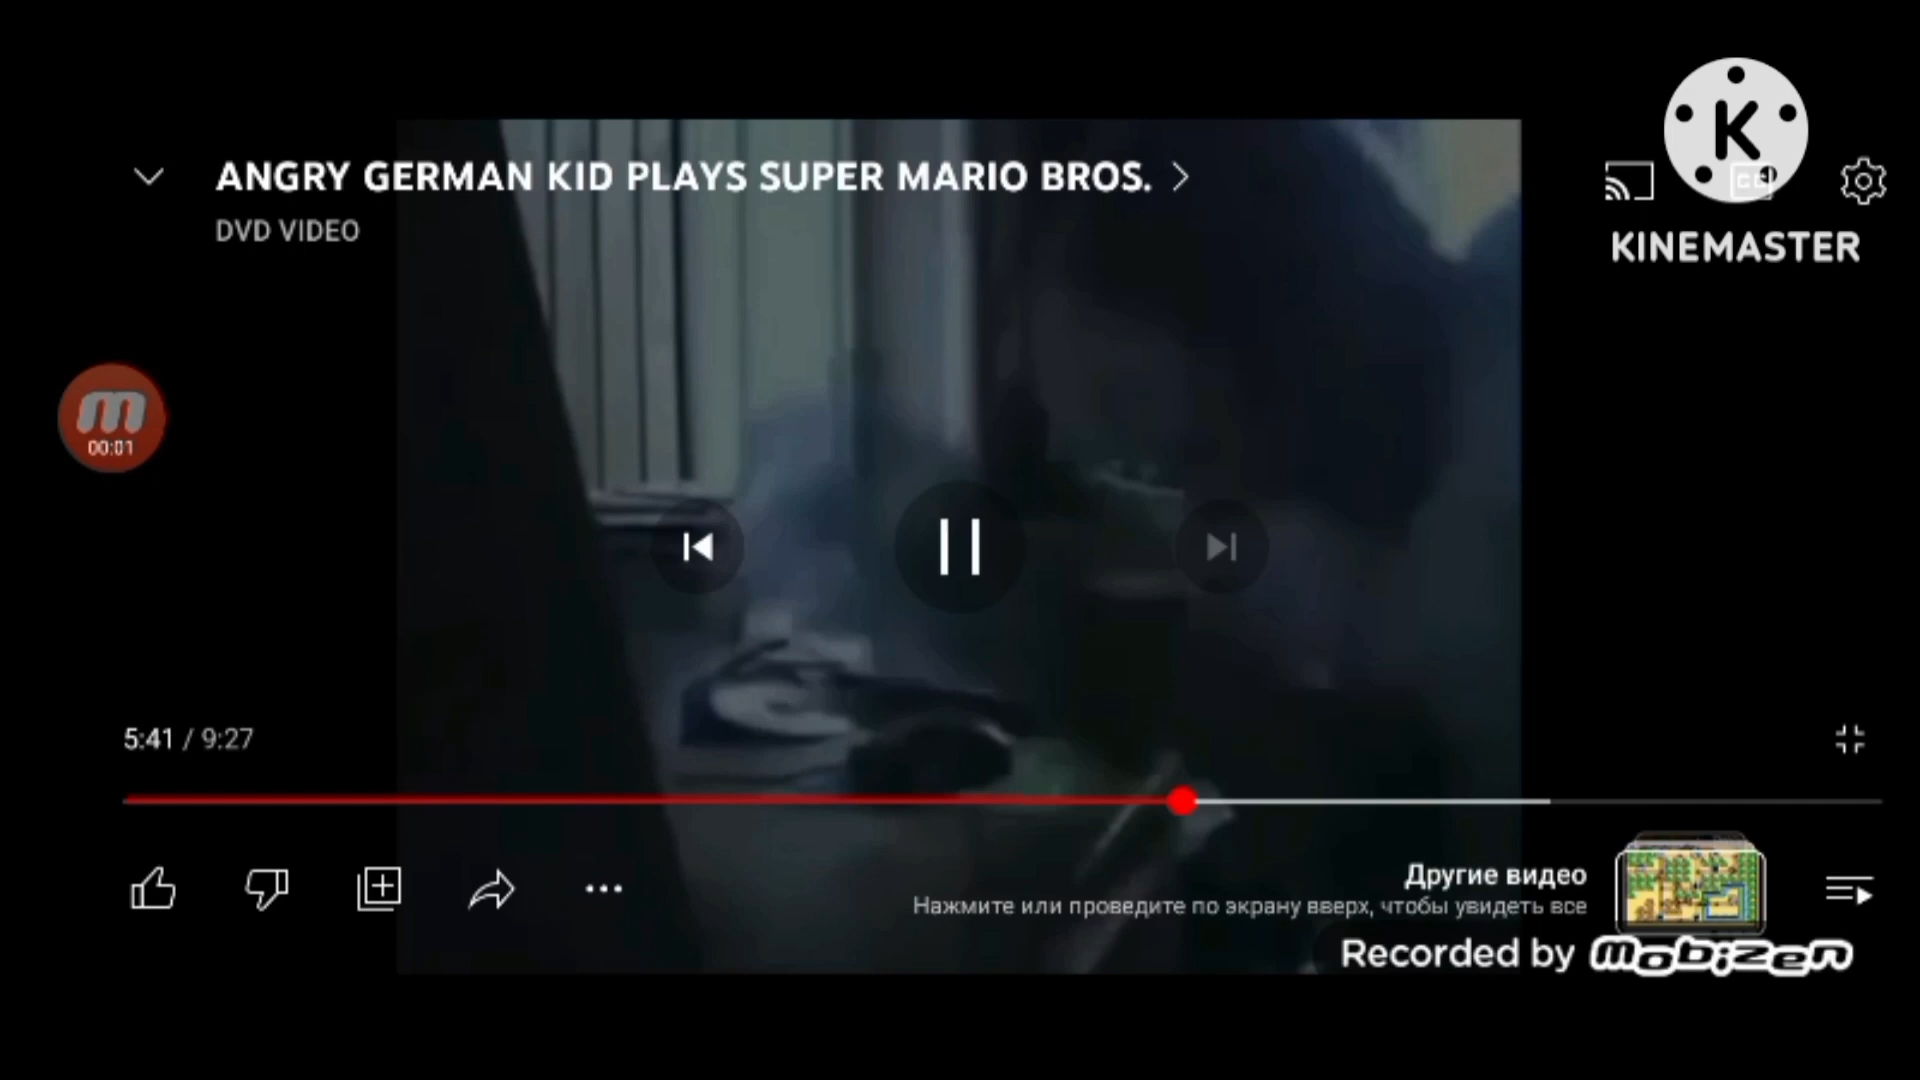 ANGRY GERMAN KID PLAYS SUPER MARIO BROS.
DVD VIDEO
K
CC
KINEMASTER
m
00:01
5:41 / 9:27
Другие видео
Нажмите или проведите по экрану вверх, чтобы увидеть все
Recorded by mobizen